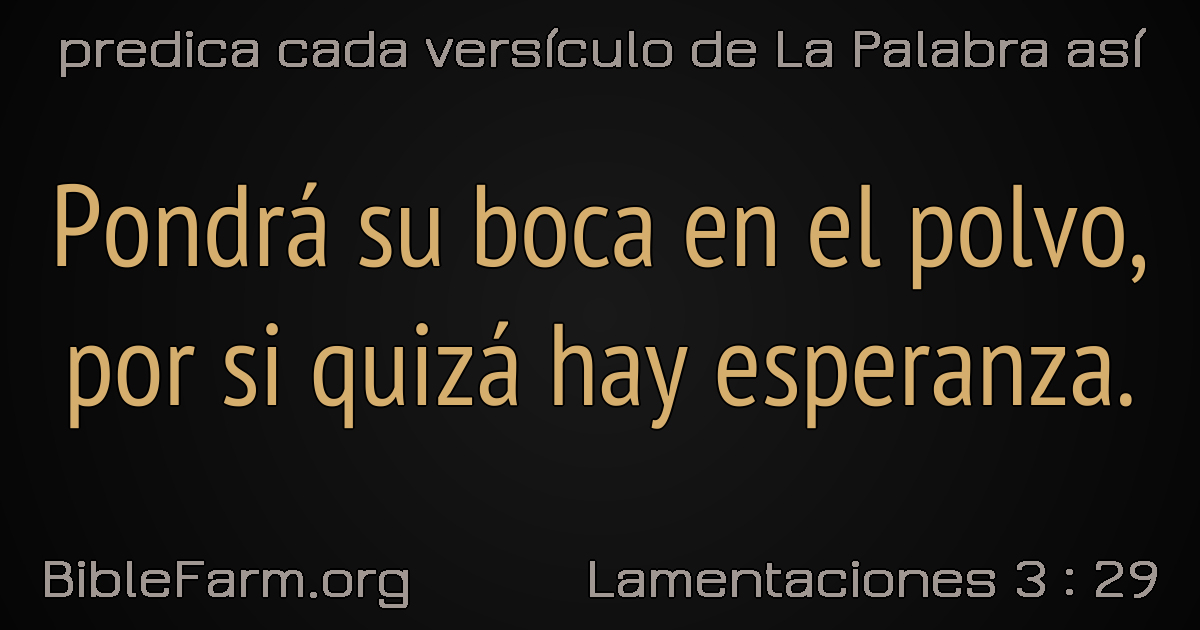 predica cada versículo de La Palabra así
Pondrá su boca en el polvo,
por si quizá hay esperanza.
BibleFarm.org
Lamentaciones 3 : 29